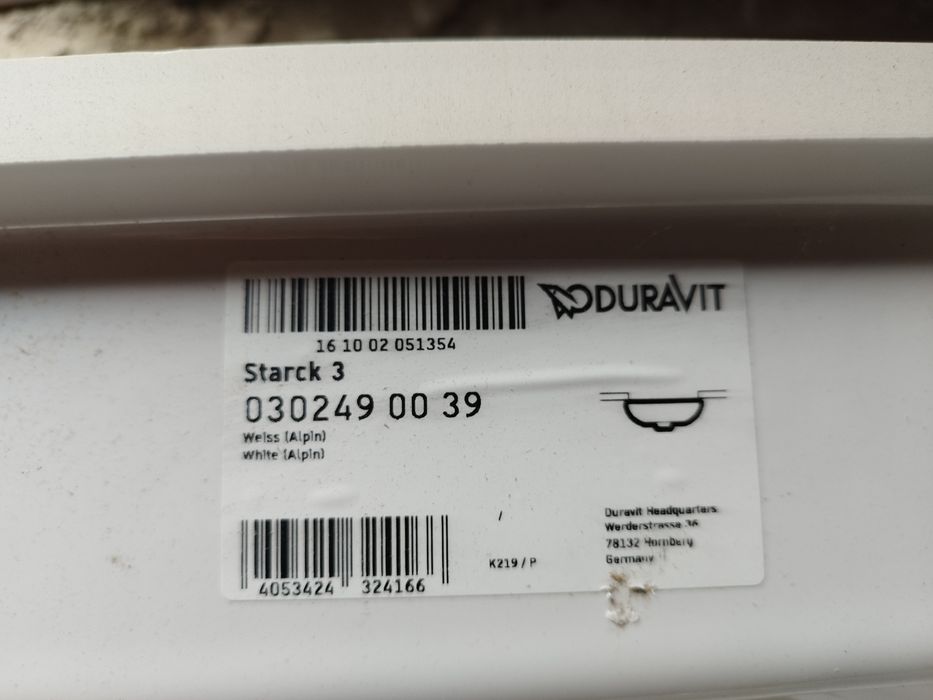 DURAVIT
16 10 02 051354
Starck 3
030249 00 39
Weiss (Alpin)
White (Alpin)
Duravit Headquarters
Werderstrasse 36
78132 Hornberg
Germany
K219 / P
4053424 324166